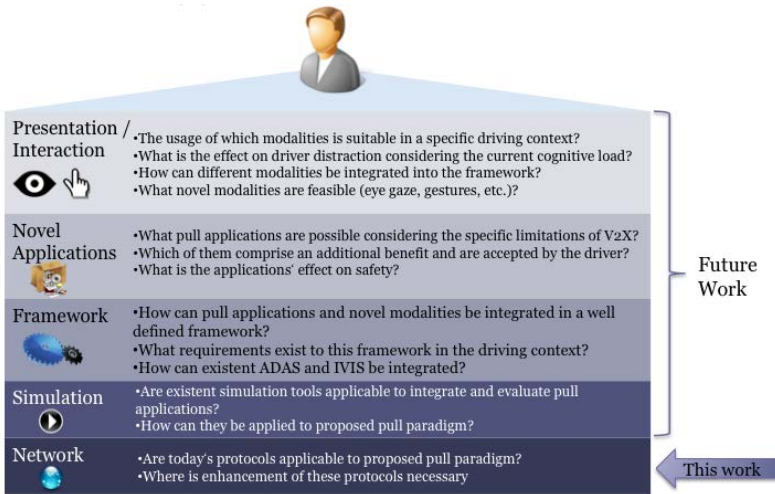 Presentation /
Interaction
•The usage of which modalities is suitable in a specific driving context?
•What is the effect on driver distraction considering the current cognitive load?
•How can different modalities be integrated into the framework?
•What novel modalities are feasible (eye gaze, gestures, etc.)?
Novel
Applications
•What pull applications are possible considering the specific limitations of V2X?
•Which of them comprise an additional benefit and are accepted by the driver?
•What is the applications' effect on safety?
Framework
•How can pull applications and novel modalities be integrated in a well
defined framework?
•What requirements exist to this framework in the driving context?
•How can existent ADAS and IVIS be integrated?
Simulation
•Are existent simulation tools applicable to integrate and evaluate pull
applications?
•How can they be applied to proposed pull paradigm?
Network
•Are today's protocols applicable to proposed pull paradigm?
•Where is enhancement of these protocols necessary
Future
Work
This work